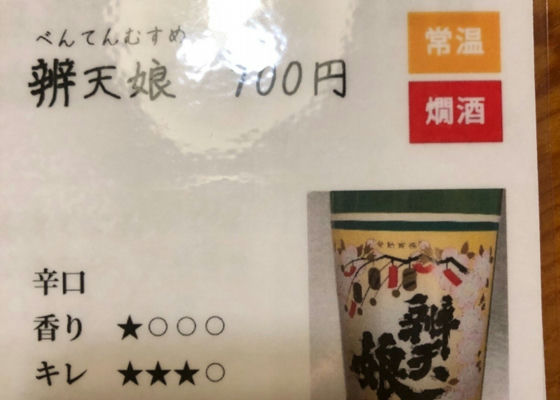 べんてんむすめ
辨天娘 700円
常温
燗酒
辛口
香り ★○○○
キレ ★★★○
辨天
娘